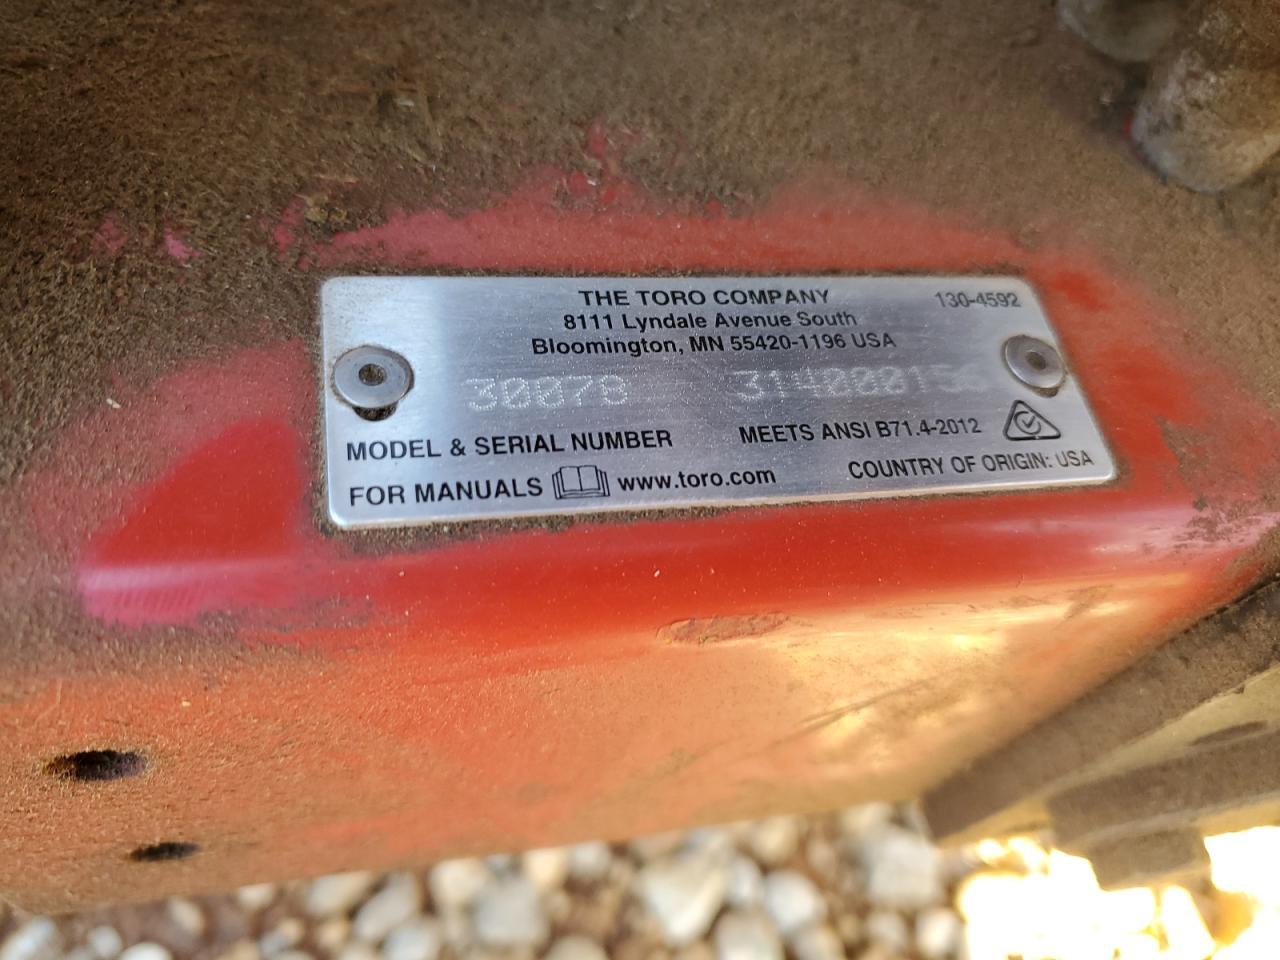 THE TORO COMPANY 130-4592
8111 Lyndale Avenue South
Bloomington, MN 55420-1196 USA
30078
MODEL & SERIAL NUMBER MEETS ANSI B71.4-2012
FOR MANUALS www.toro.com COUNTRY OF ORIGIN: USA